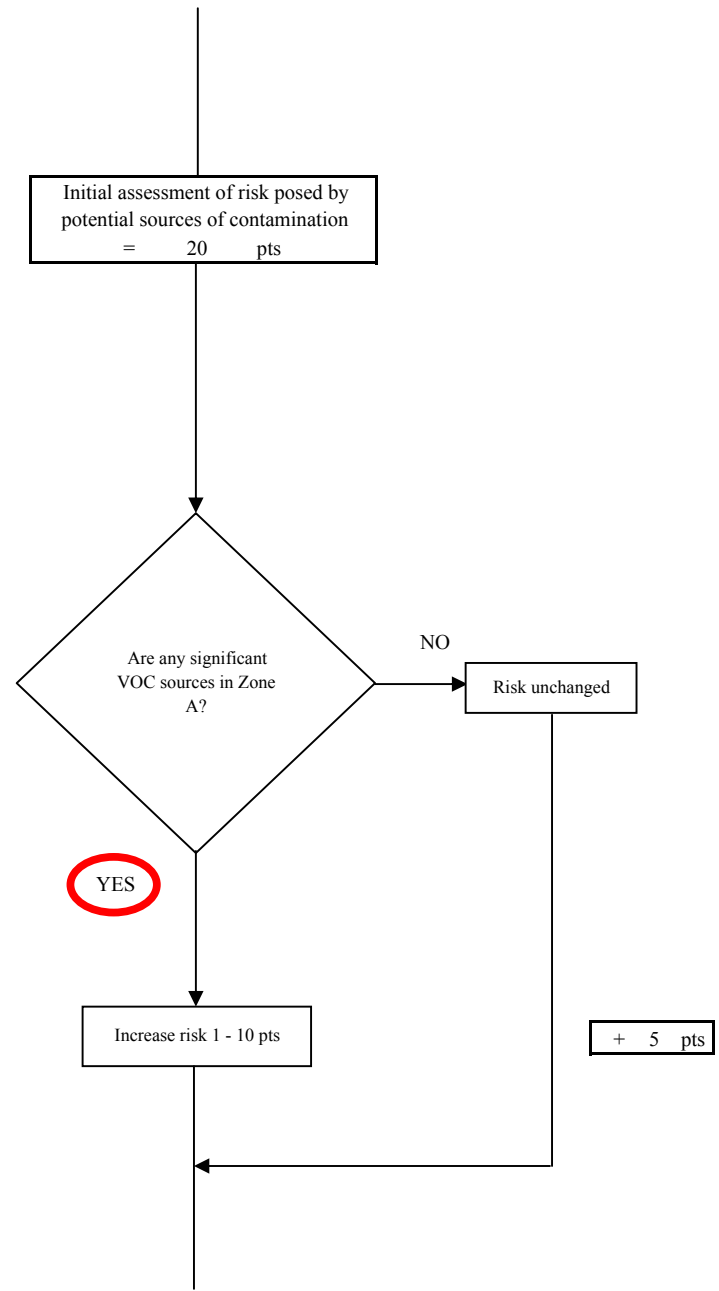 Initial assessment of risk posed by
potential sources of contamination
= 20 pts
Are any significant
VOC sources in Zone
A?
NO
Risk unchanged
YES
Increase risk 1 - 10 pts
+ 5 pts